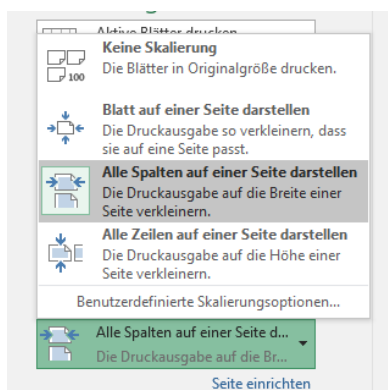 Aktive Blätter drucken
Keine Skalierung
Die Blätter in Originalgröße drucken.
100
Blatt auf einer Seite darstellen
Die Druckausgabe so verkleinern, dass
sie auf eine Seite passt.
Alle Spalten auf einer Seite darstellen
Die Druckausgabe auf die Breite einer
Seite verkleinern.
Alle Zeilen auf einer Seite darstellen
Die Druckausgabe auf die Höhe einer
Seite verkleinern.
Benutzerdefinierte Skalierungsoptionen...
Alle Spalten auf einer Seite d...
Die Druckausgabe auf die Br...
Seite einrichten